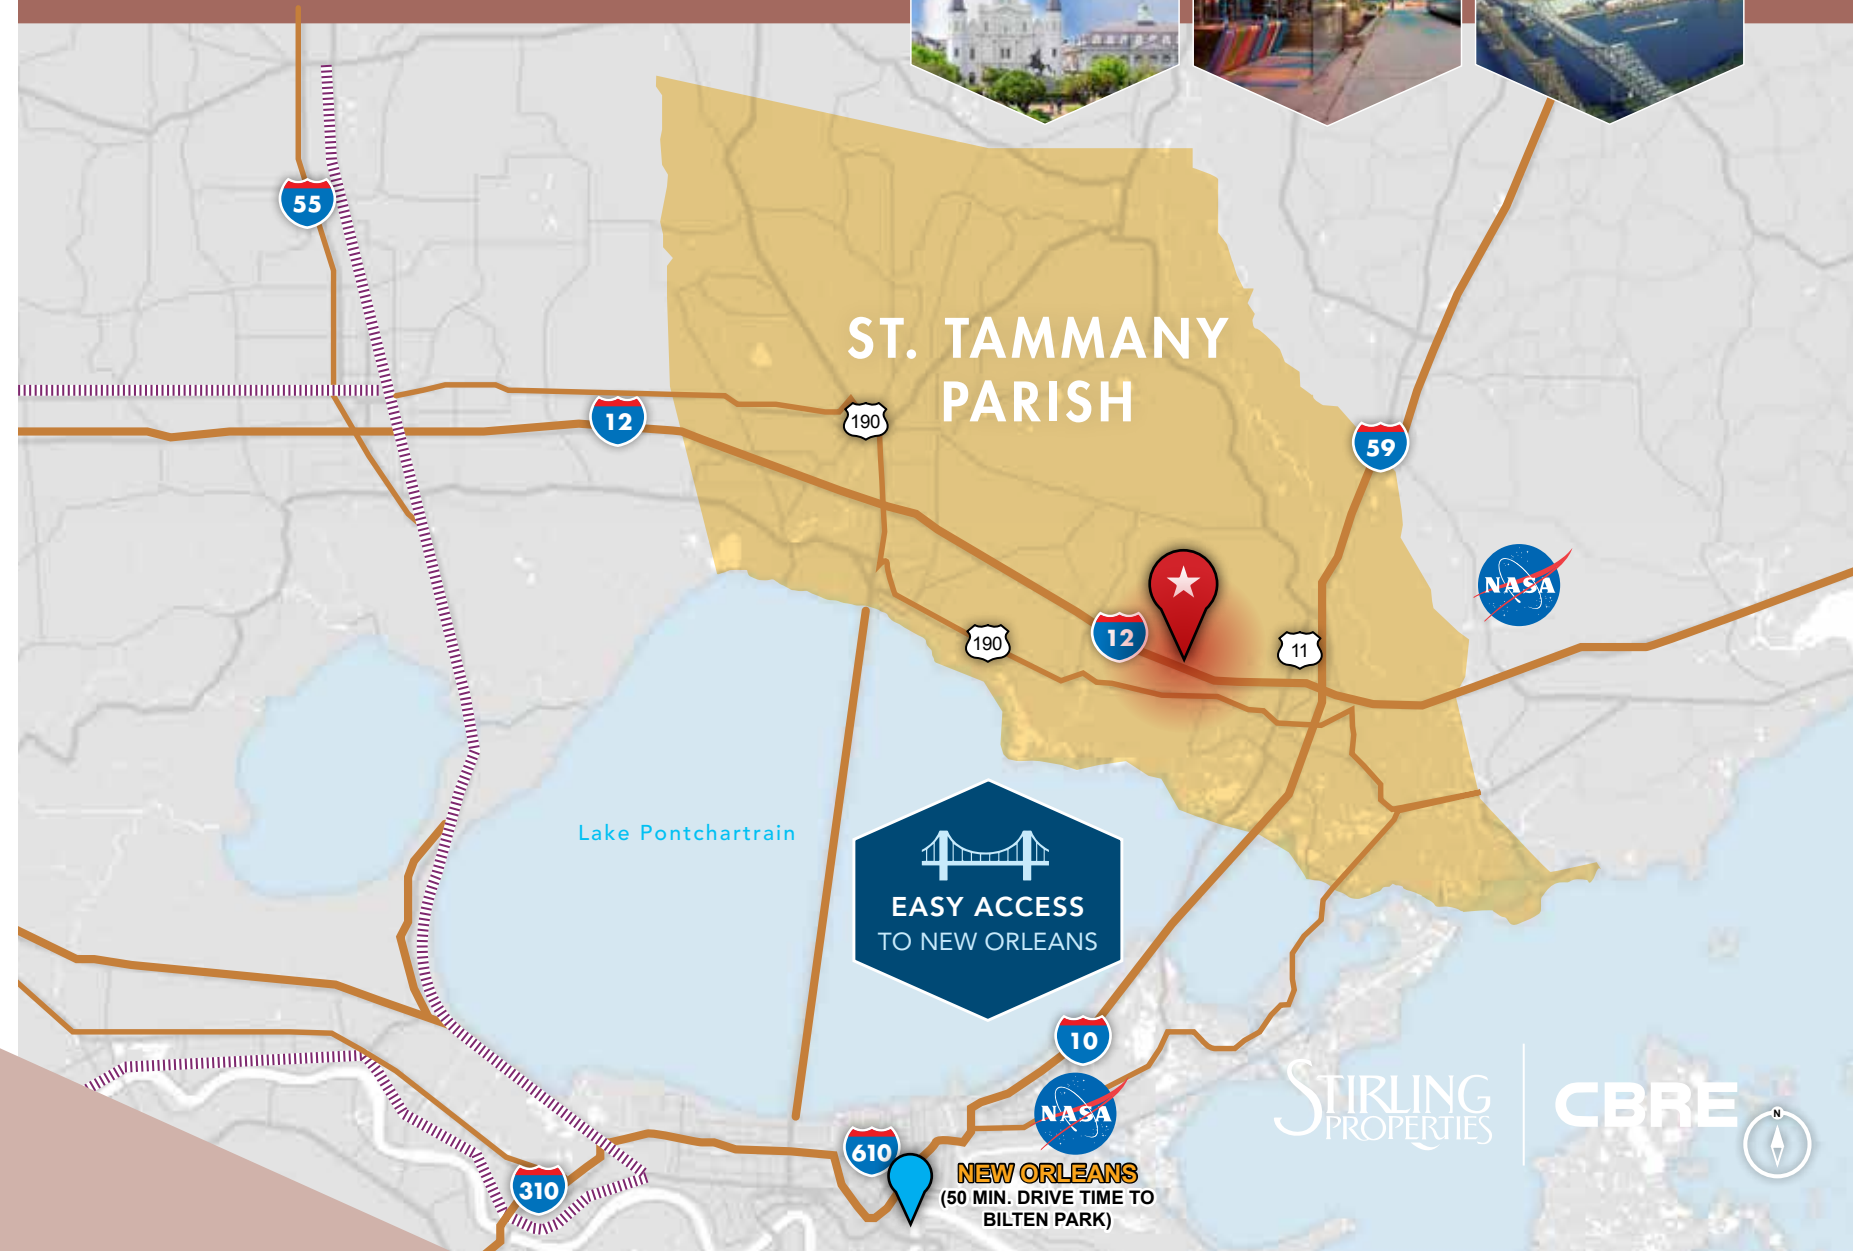 55
ST. TAMMANY
PARISH
12
190
59
NASA
12
190
11
Lake Pontchartrain
EASY ACCESS
TO NEW ORLEANS
10
NASA
STIRLING
PROPERTIES
CBRE
N
610
310
NEW ORLEANS
(50 MIN. DRIVE TIME TO
BILTEN PARK)